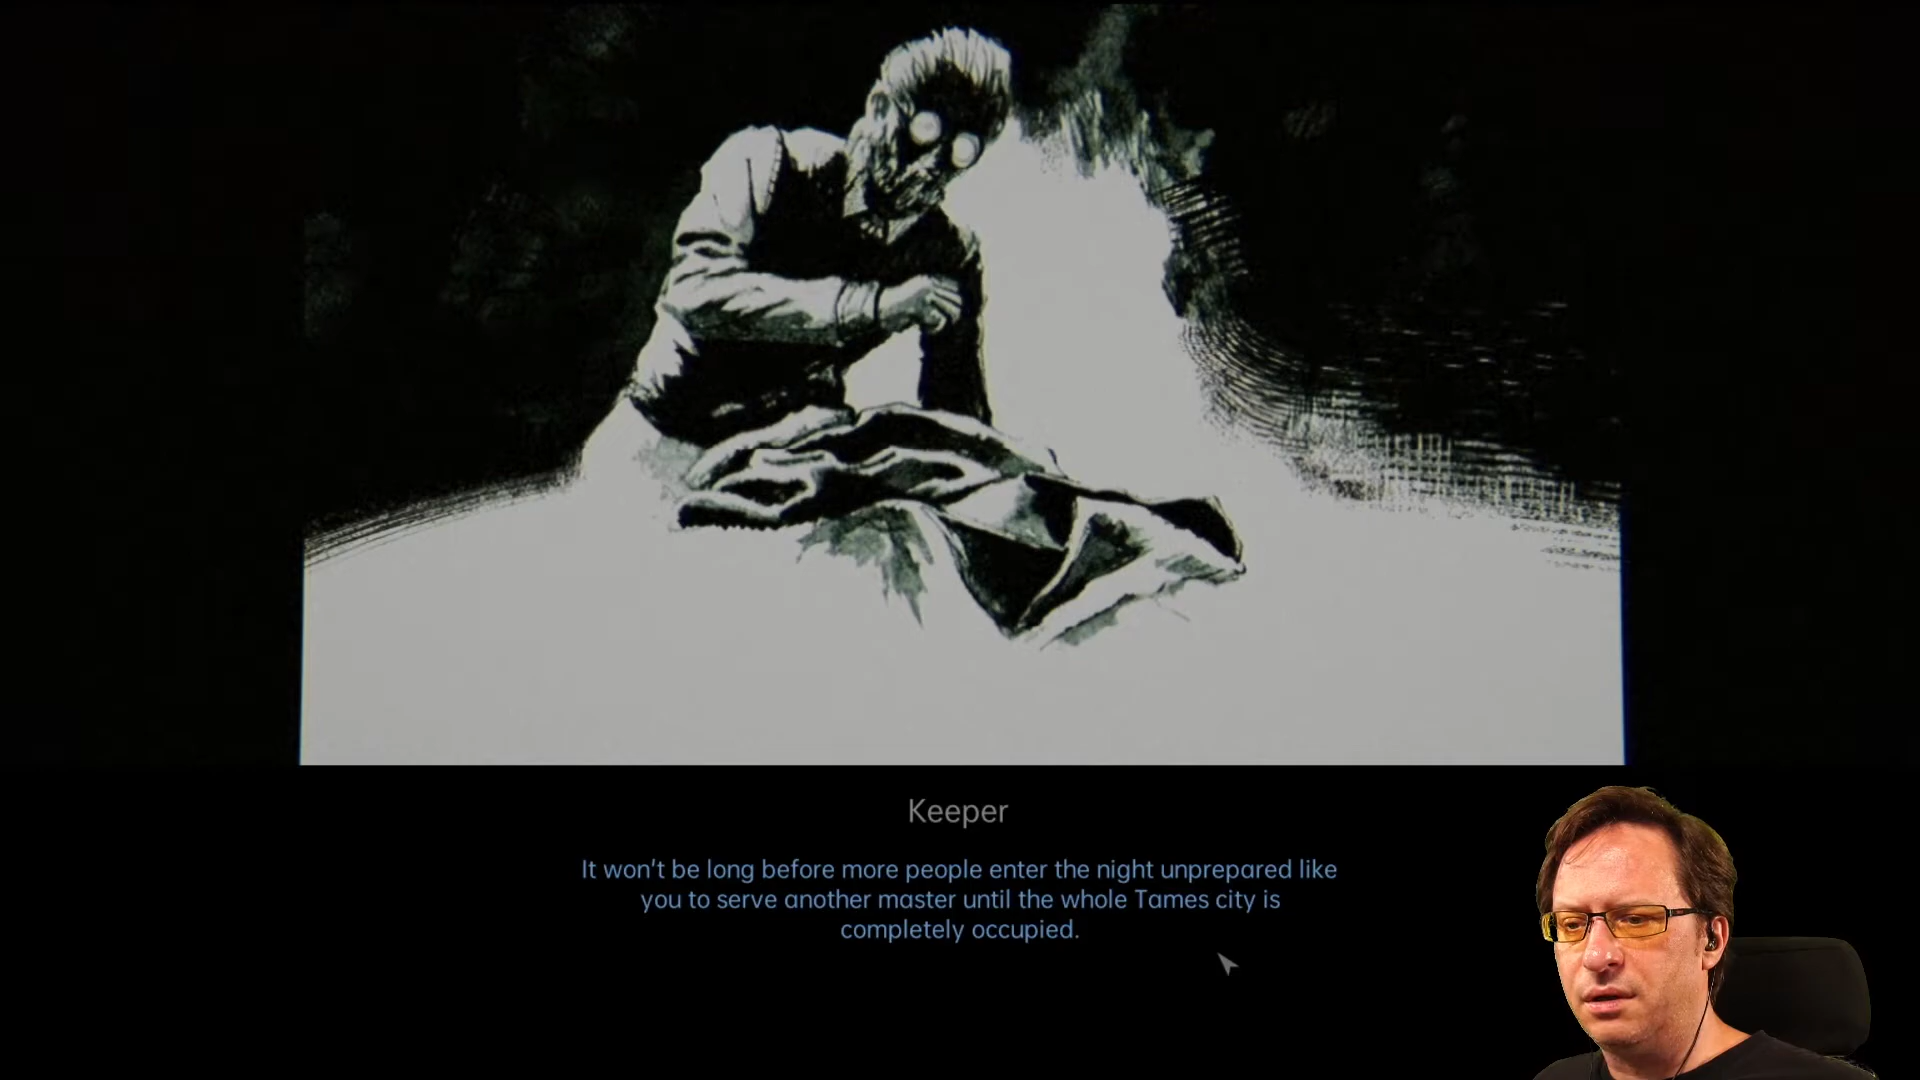 Keeper
It won't be long before more people enter the night unprepared like
you to serve another master until the whole Tames city is
completely occupied.